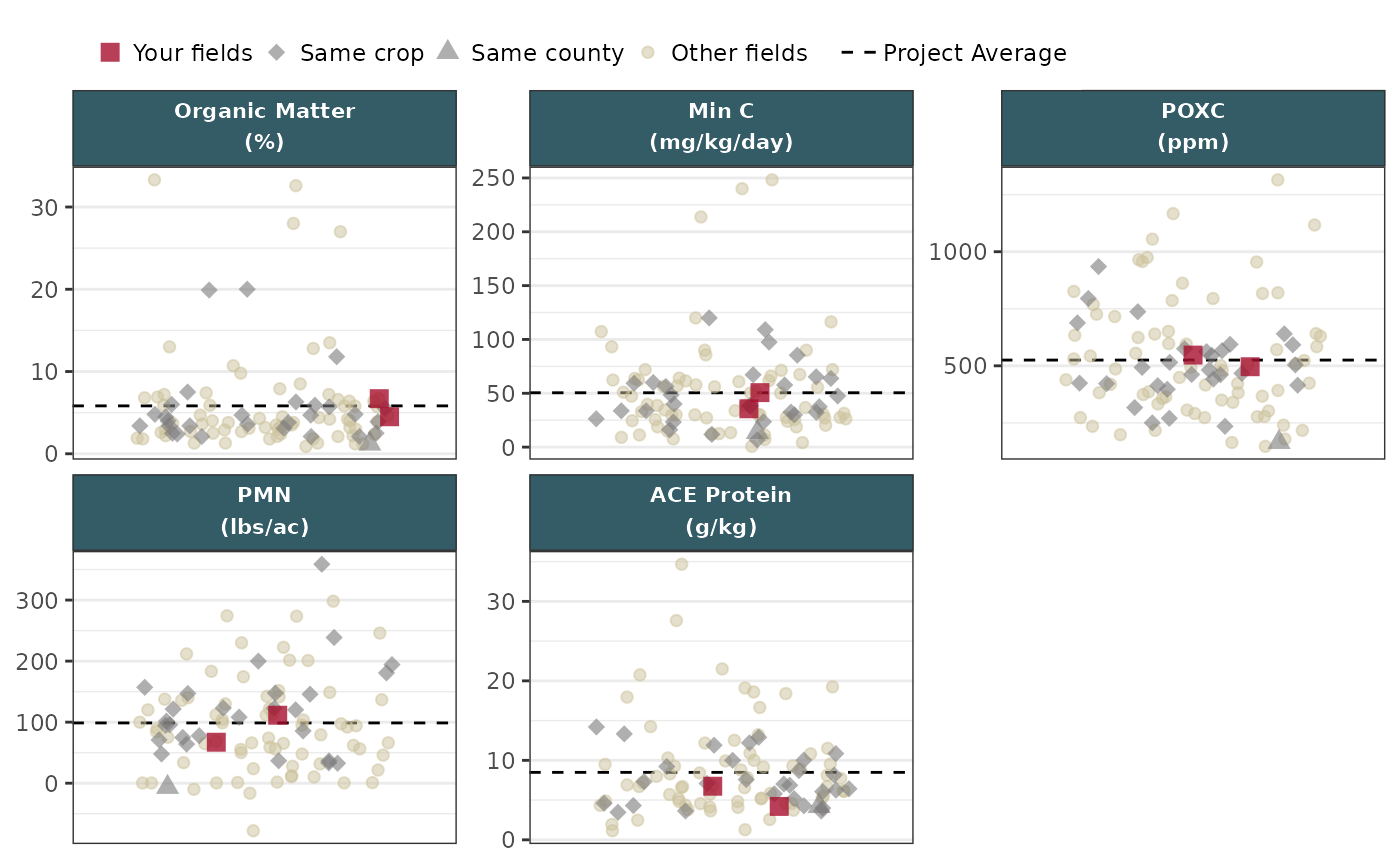 Your fields Same crop Same county Other fields Project Average
Organic Matter
(%)
30
20
10
0
Min C
(mg/kg/day)
250
200
150
100
50
0
POXC
(ppm)
1000
500
PMN
(lbs/ac)
300
200
100
0
ACE Protein
(g/kg)
30
20
10
0